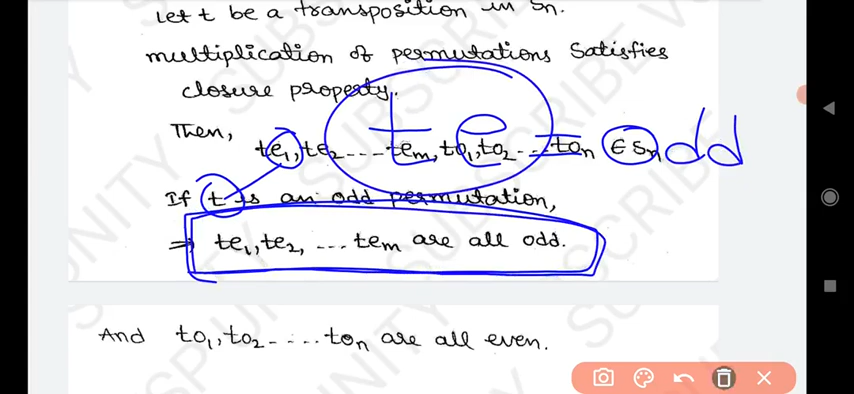 Let t be a transposition in Sn.
multiplication of permutations satisfies
closure property.
Then,
te₁, te₂ .... tem, to₁, to₂ ... ton ∈ Sn
te = odd
If t is an odd permutation,
⇒ te₁, te₂, .... tem are all odd.
And to₁, to₂ - .... ton are all even.